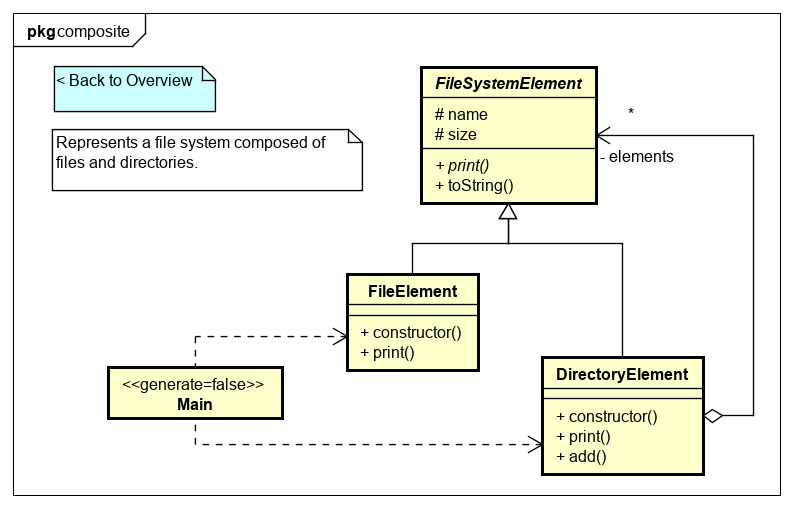 pkg composite
< Back to Overview
Represents a file system composed of
files and directories.
FileSystemElement
# name
# size
+ print()
+ toString()
*
- elements
FileElement
+ constructor()
+ print()
<<generate=false>>
Main
DirectoryElement
+ constructor()
+ print()
+ add()